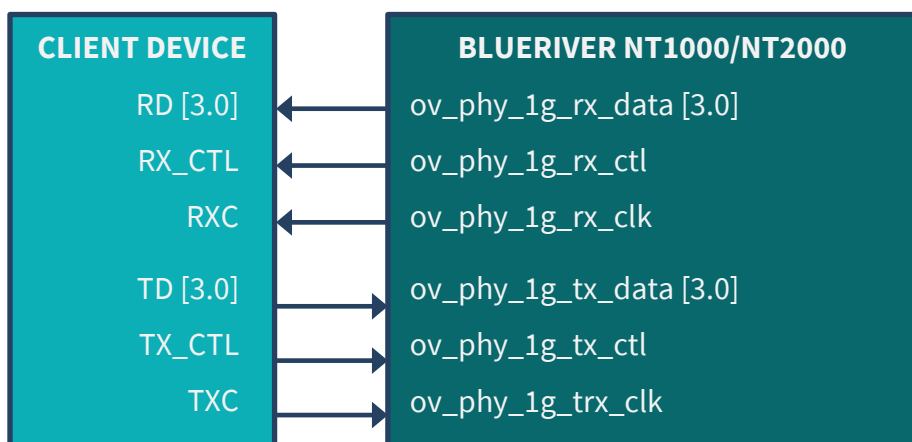 CLIENT DEVICE
RD [3.0]
RX_CTL
RXC
TD [3.0]
TX_CTL
TXC
BLUERIVER NT1000/NT2000
ov_phy_1g_rx_data [3.0]
ov_phy_1g_rx_ctl
ov_phy_1g_rx_clk
ov_phy_1g_tx_data [3.0]
ov_phy_1g_tx_ctl
ov_phy_1g_trx_clk